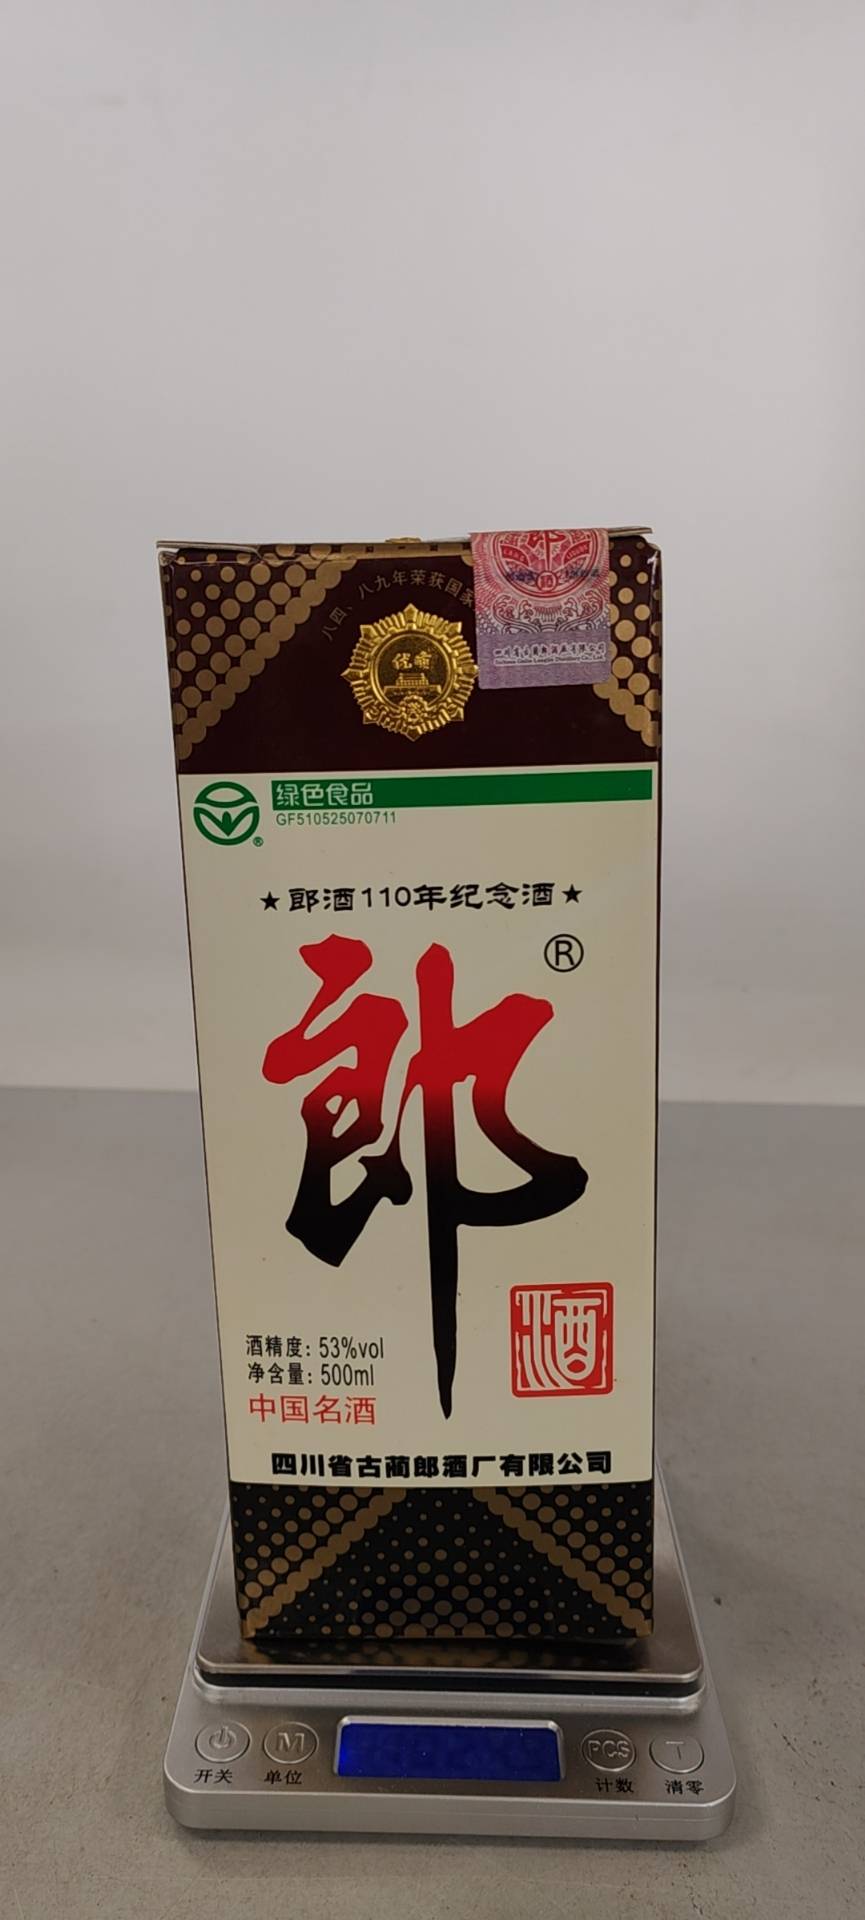 八四、八九年荣获国家
郎
绿色食品
GF510525070711
®
★郎酒110年纪念酒★
®
郎
酒
酒精度: 53%vol
净含量: 500ml
中国名酒
四川省古蔺郎酒厂有限公司
M
PCS
T
开关
单位
计数
清零